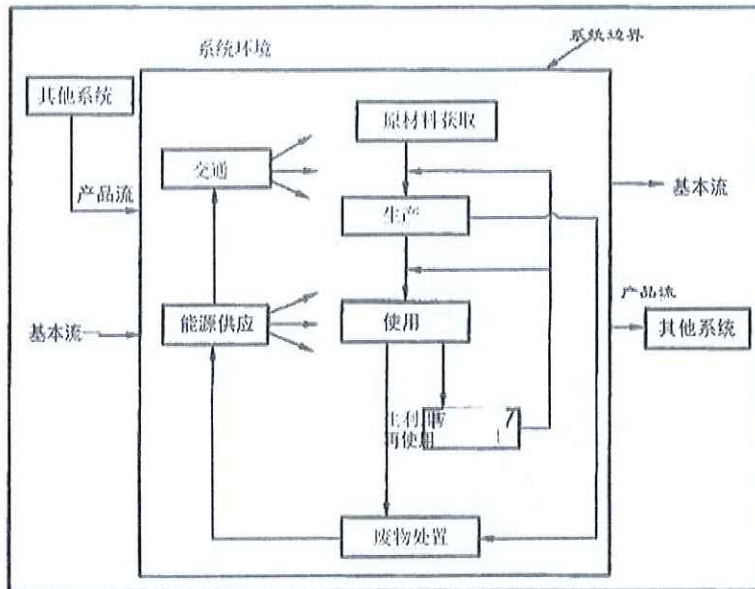 系统环境
系统边界
其他系统
原材料获取
交通
产品流
基本流
生产
产品流
基本流
能源供应
使用
其他系统
再使用
废物处置